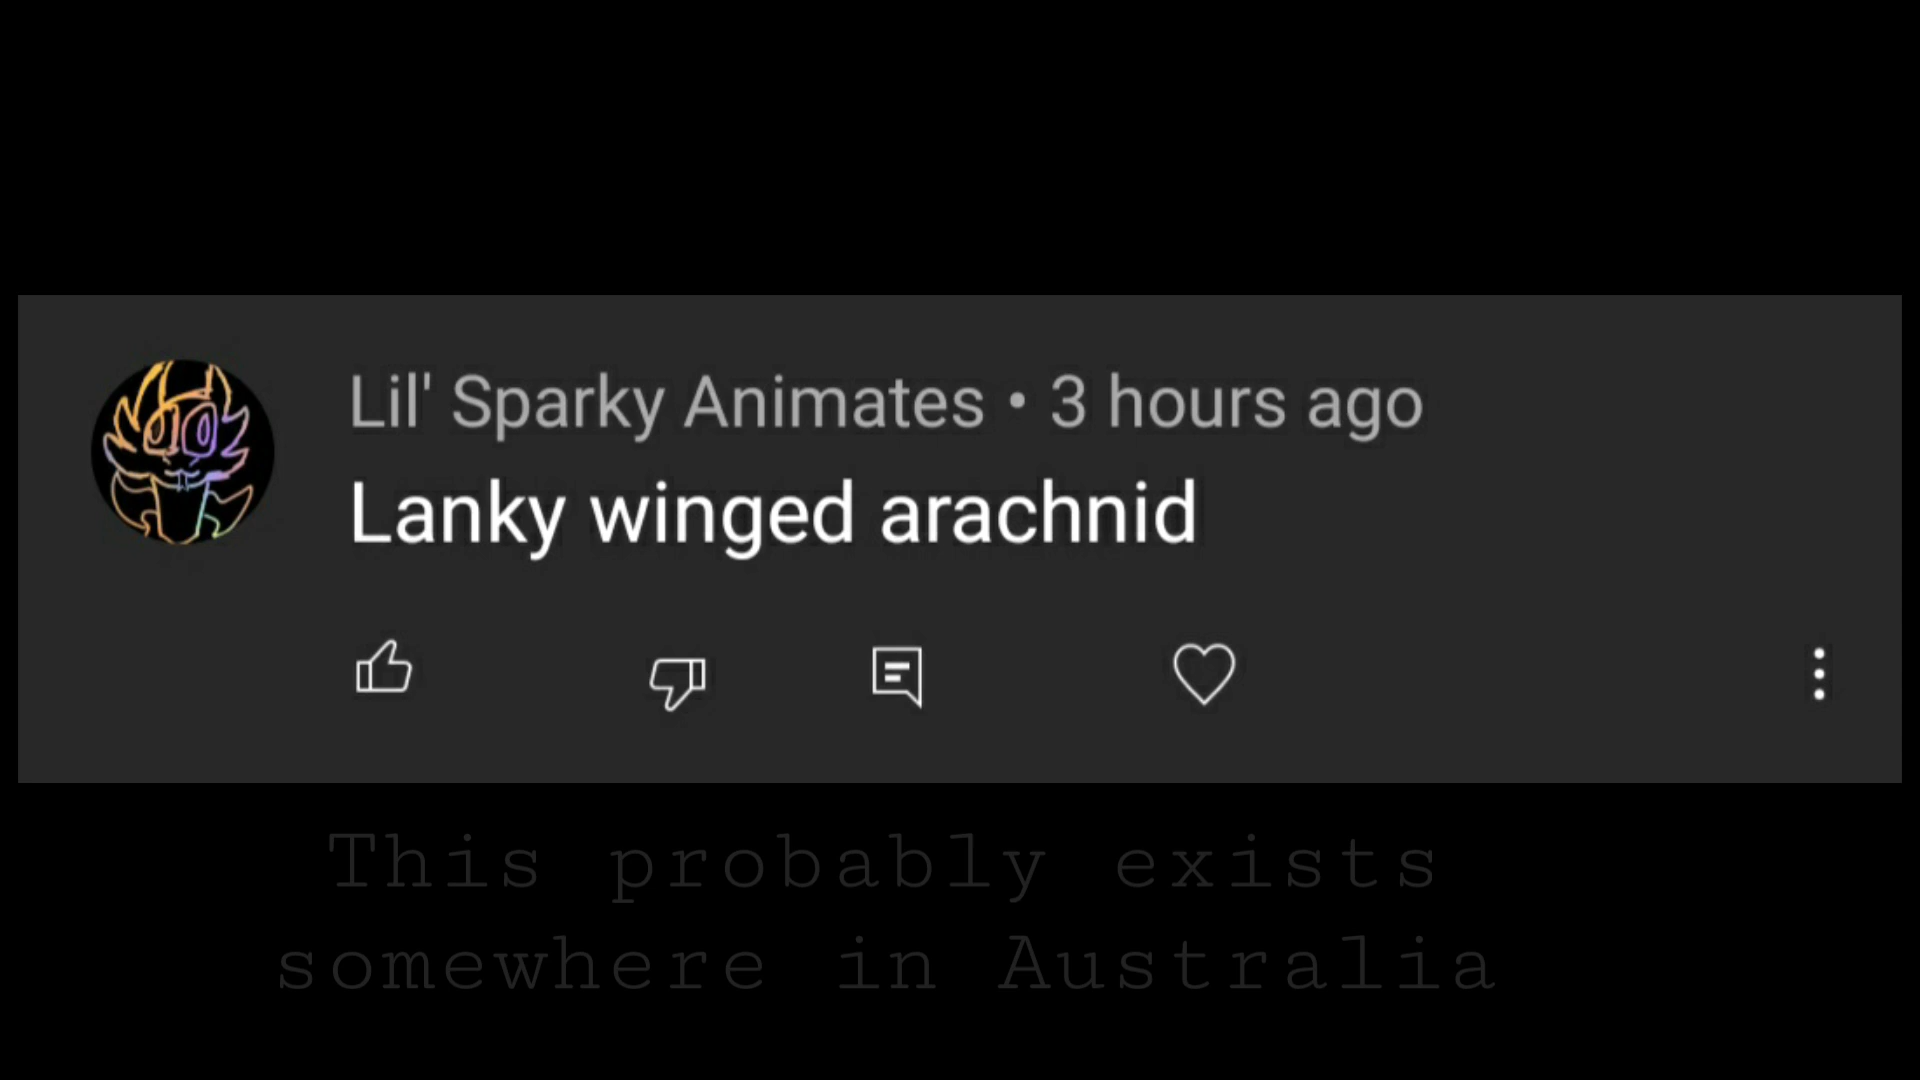 Lil' Sparky Animates • 3 hours ago
Lanky winged arachnid
This probably exists
somewhere in Australia